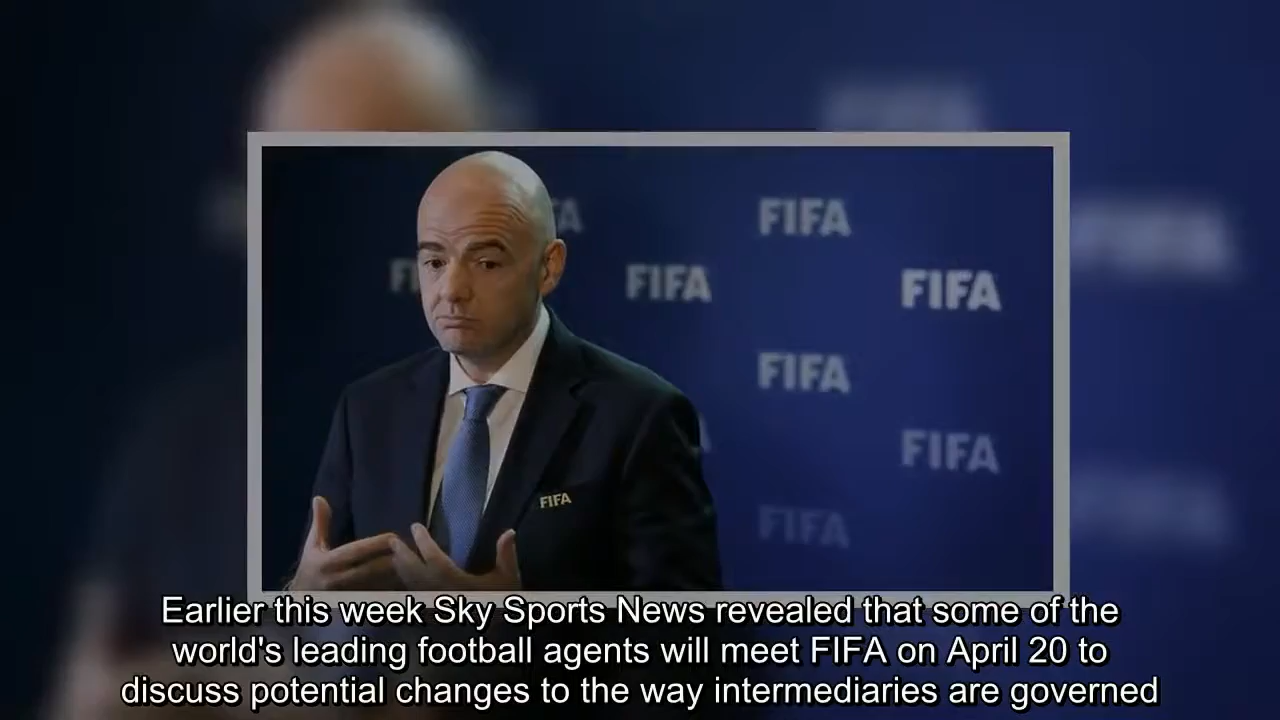 FIFA
FIFA
FIFA
FIFA
FIFA
FIFA
FIFA
Earlier this week Sky Sports News revealed that some of the
world's leading football agents will meet FIFA on April 20 to
discuss potential changes to the way intermediaries are governed